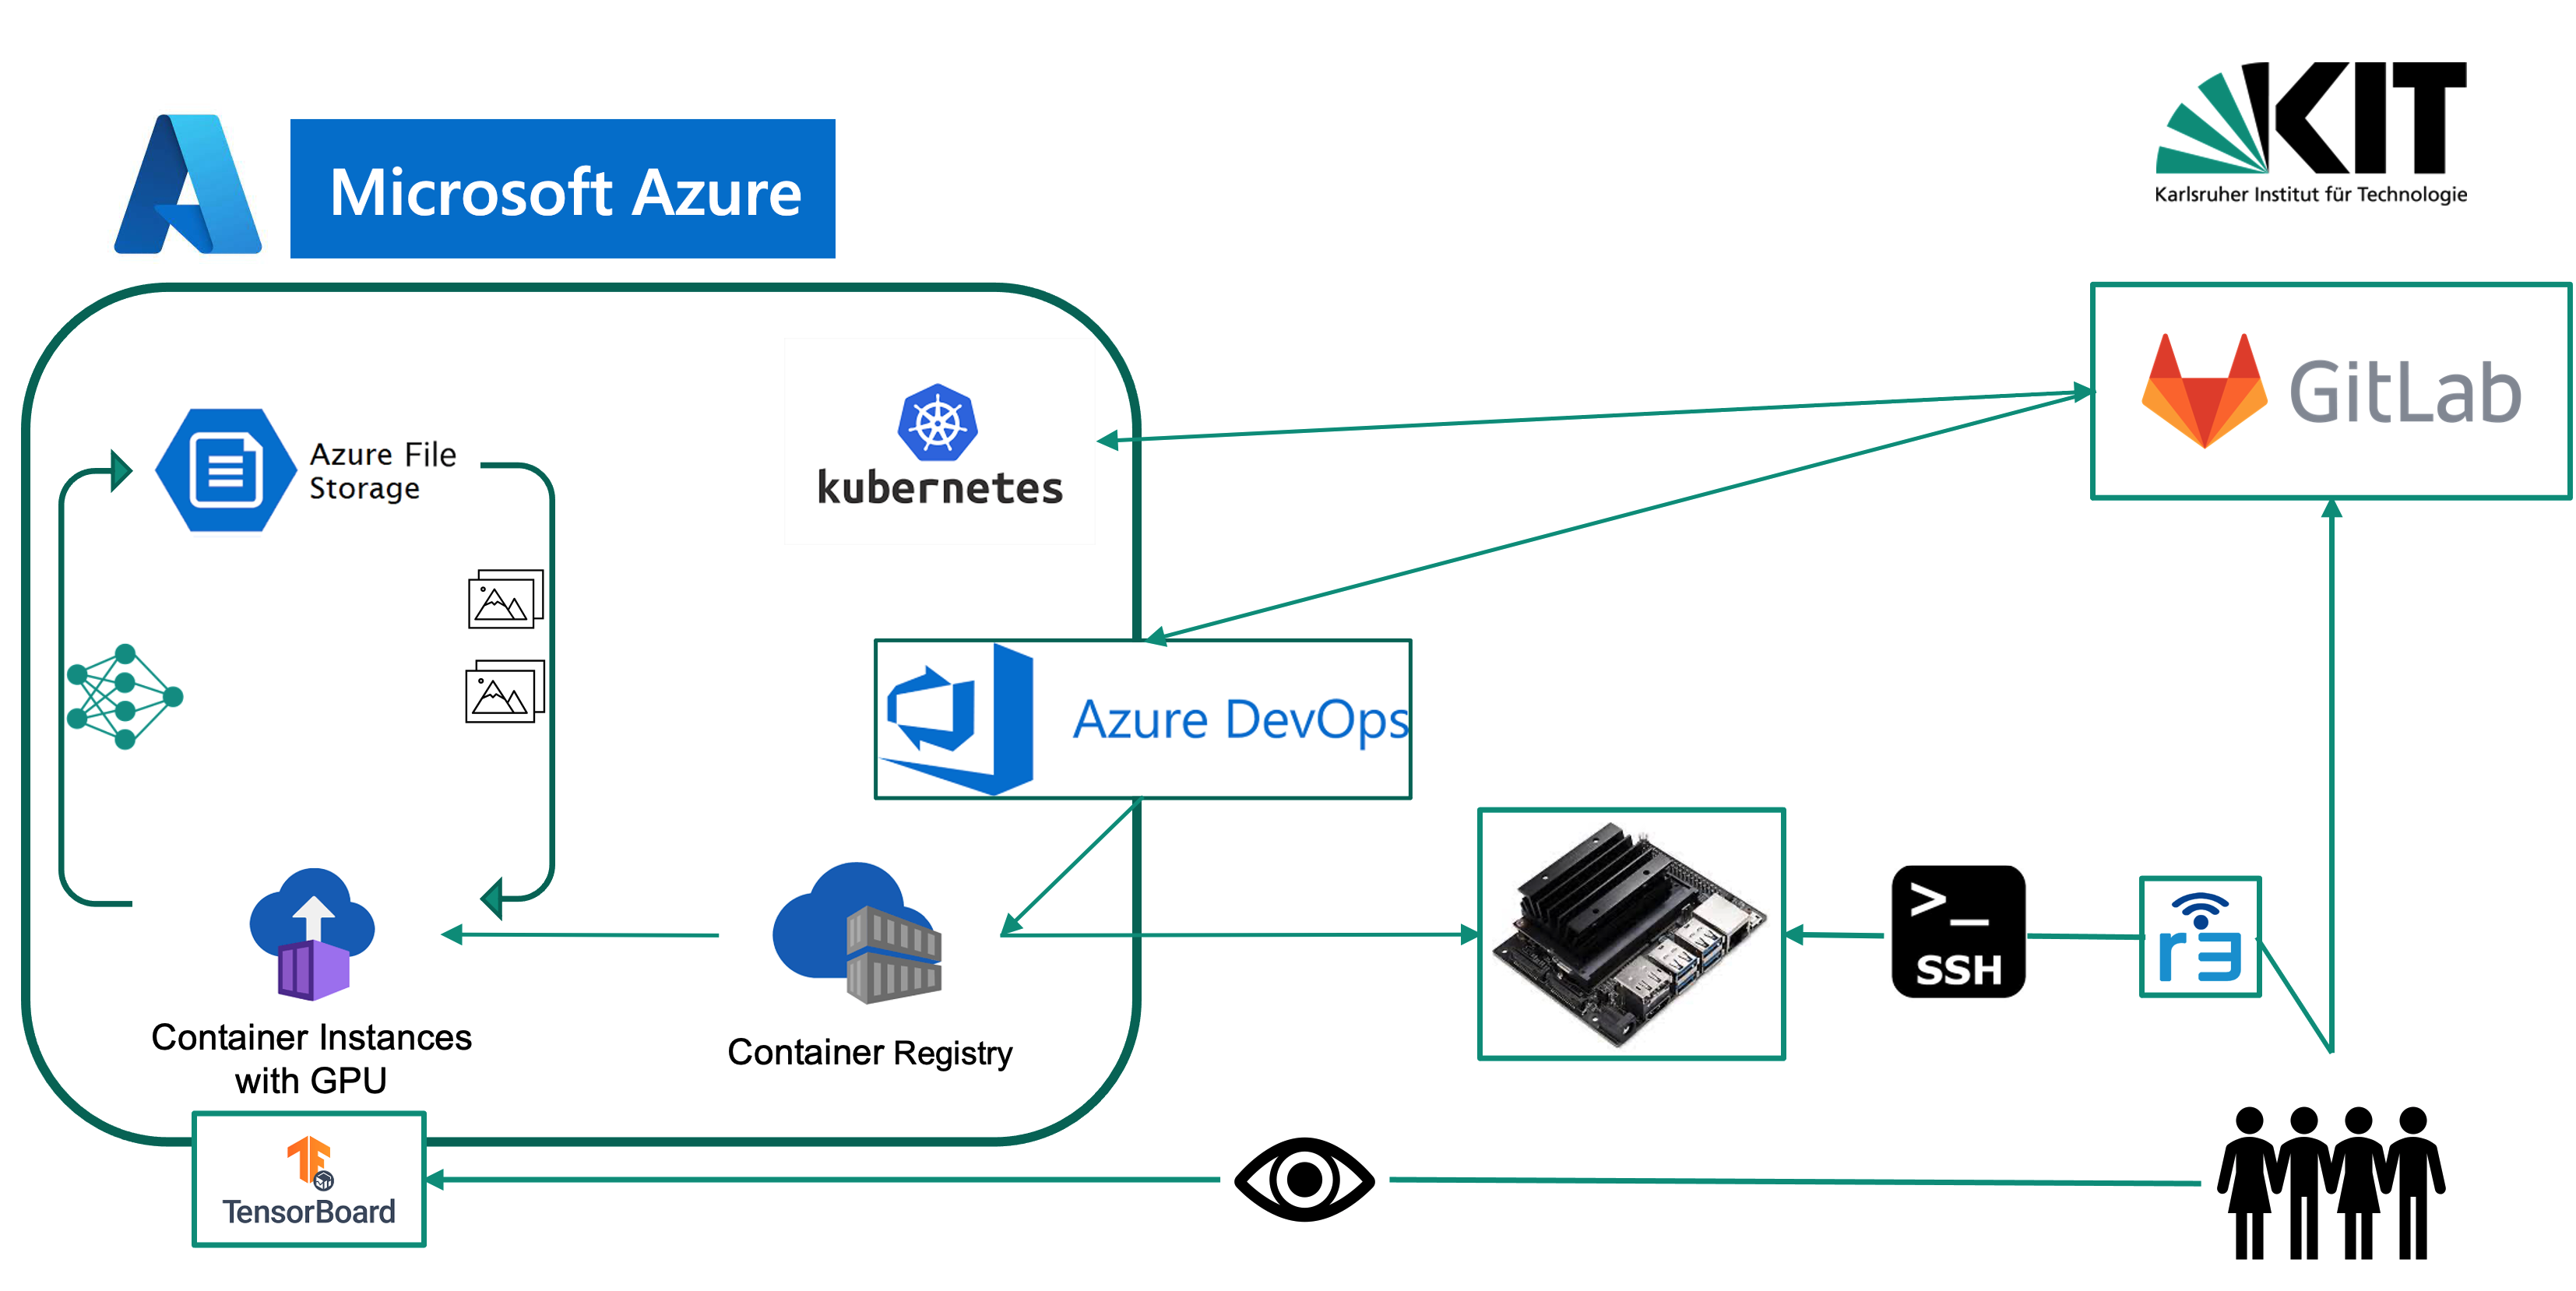 Microsoft Azure
KIT
Karlsruher Institut für Technologie
GitLab
kubernetes
Azure File
Storage
Azure DevOps
>_
SSH
r3
Container Instances
with GPU
Container Registry
TensorBoard